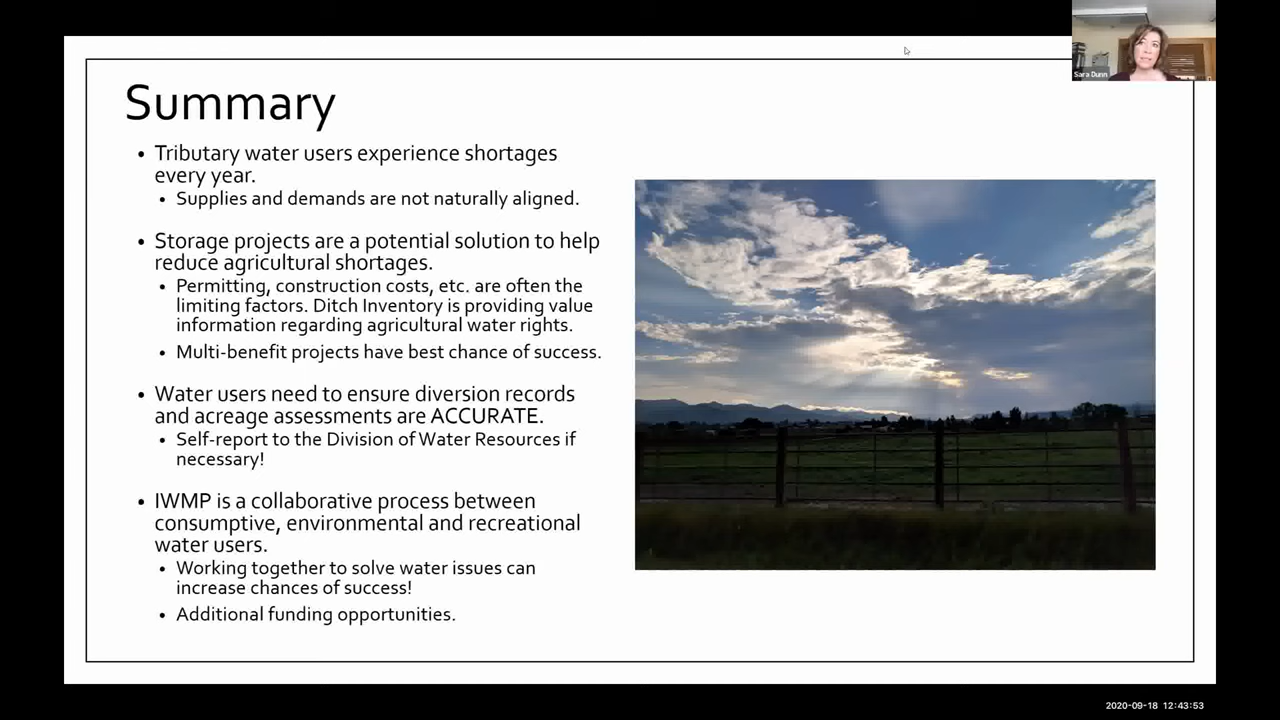 Sara Dunn
Summary
• Tributary water users experience shortages
every year.
• Supplies and demands are not naturally aligned.
• Storage projects are a potential solution to help
reduce agricultural shortages.
• Permitting, construction costs, etc. are often the
limiting factors. Ditch Inventory is providing value
information regarding agricultural water rights.
• Multi-benefit projects have best chance of success.
• Water users need to ensure diversion records
and acreage assessments are ACCURATE.
• Self-report to the Division of Water Resources if
necessary!
• IWMP is a collaborative process between
consumptive, environmental and recreational
water users.
• Working together to solve water issues can
increase chances of success!
• Additional funding opportunities.
2020-09-18 12:43:53